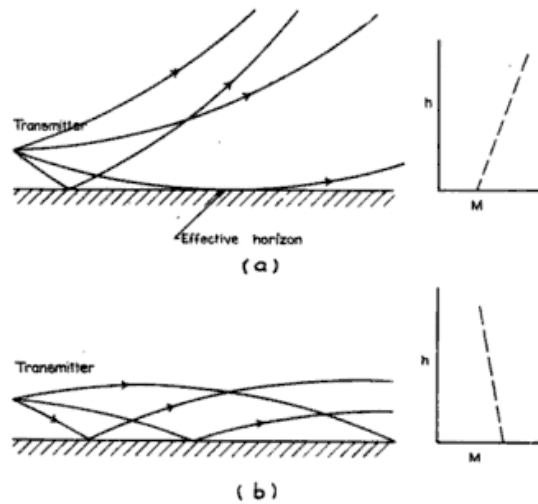 Transmitter
h
M
Effective horizon
(a)
Transmitter
h
M
(b)